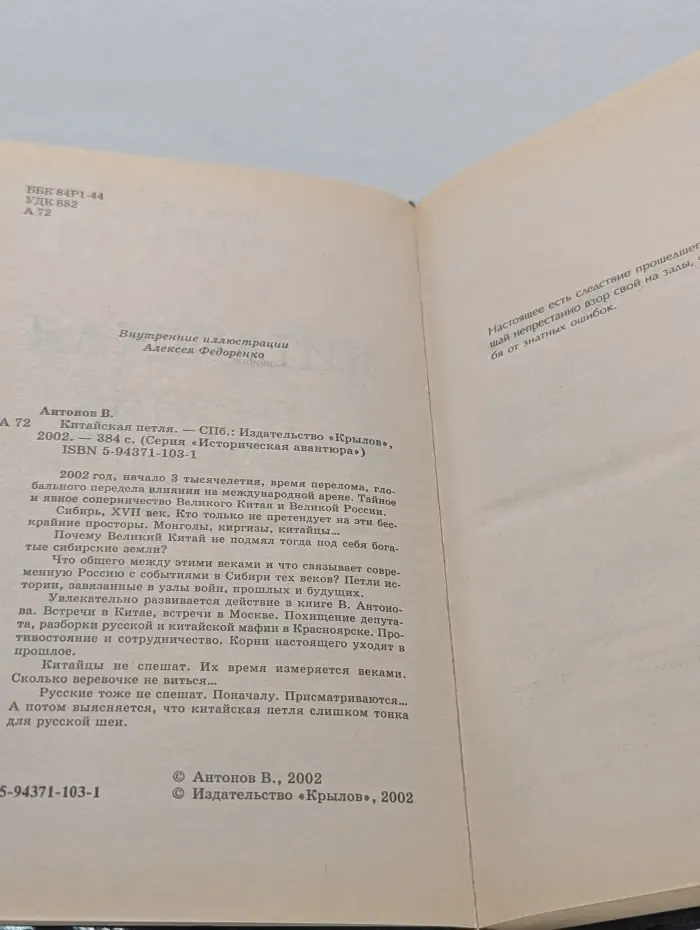 ББК 84Р1-44
УДК 882
А 72
Внутренние иллюстрации
Алексея Федоренко
Антонов В.
А 72 Китайская петля. — СПб.: Издательство «Крылов»,
2002. — 384 с. (Серия «Историческая авантюра»)
ISBN 5-94371-103-1
2002 год, начало 3 тысячелетия, время перелома, гло-
бального передела влияния на международной арене. Тайное
и явное соперничество Великого Китая и Великой России.
Сибирь, XVII век. Кто только не претендует на эти бес-
крайние просторы. Монголы, киргизы, китайцы...
Почему Великий Китай не подмял тогда под себя бога-
тые сибирские земли?
Что общего между этими веками и что связывает совре-
менную Россию с событиями в Сибири тех веков? Петли ис-
тории, завязанные в узлы войн, прошлых и будущих.
Увлекательно развивается действие в книге В. Антоно-
ва. Встречи в Китае, встречи в Москве. Похищение депута-
та, разборки русской и китайской мафии в Красноярске. Про-
тивостояние и сотрудничество. Корни настоящего уходят в
прошлое.
Китайцы не спешат. Их время измеряется веками.
Сколько веревочке не виться...
Русские тоже не спешат. Поначалу. Присматриваются...
А потом выясняется, что китайская петля слишком тонка
для русской шеи.
5-94371-103-1
© Антонов В., 2002
© Издательство «Крылов», 2002
Настоящее есть следствие прошедшег
щай непрестанно взор свой на зады,
бя от знатных ошибок.